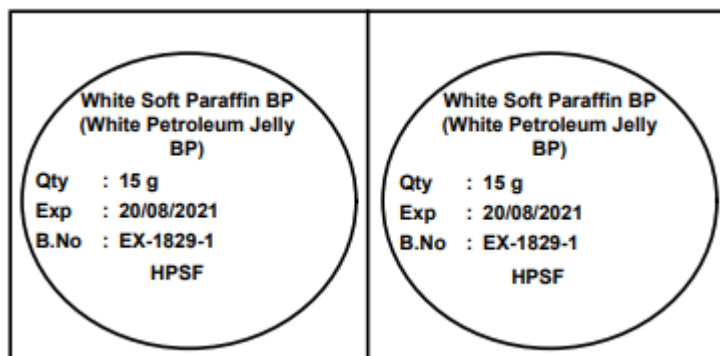 White Soft Paraffin BP
(White Petroleum Jelly
BP)
Qty : 15 g
Exp : 20/08/2021
B.No : EX-1829-1
HPSF
White Soft Paraffin BP
(White Petroleum Jelly
BP)
Qty : 15 g
Exp : 20/08/2021
B.No : EX-1829-1
HPSF